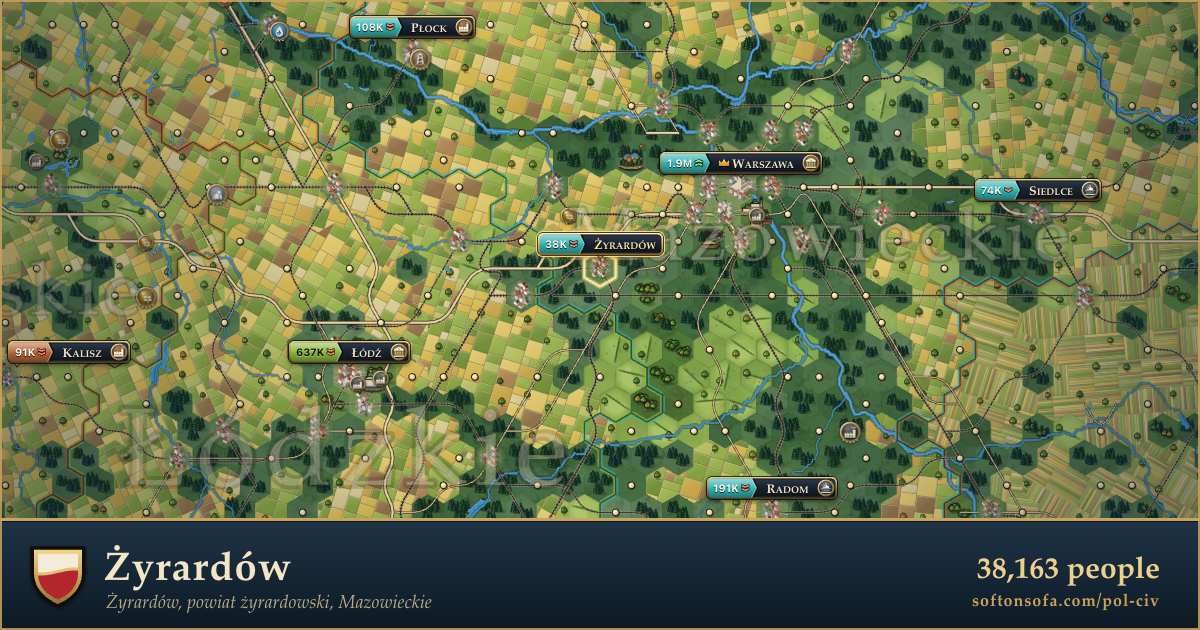 108K PŁOCK
1.9M WARSZAWA
74K SIEDLCE
Mazowieckie
38K ŻYRARDÓW
skie
91K KALISZ
637K ŁÓDŹ
Łódzkie
191K RADOM
Żyrardów
Żyrardów, powiat żyrardowski, Mazowieckie
38,163 people
softonsofa.com/pol-civ